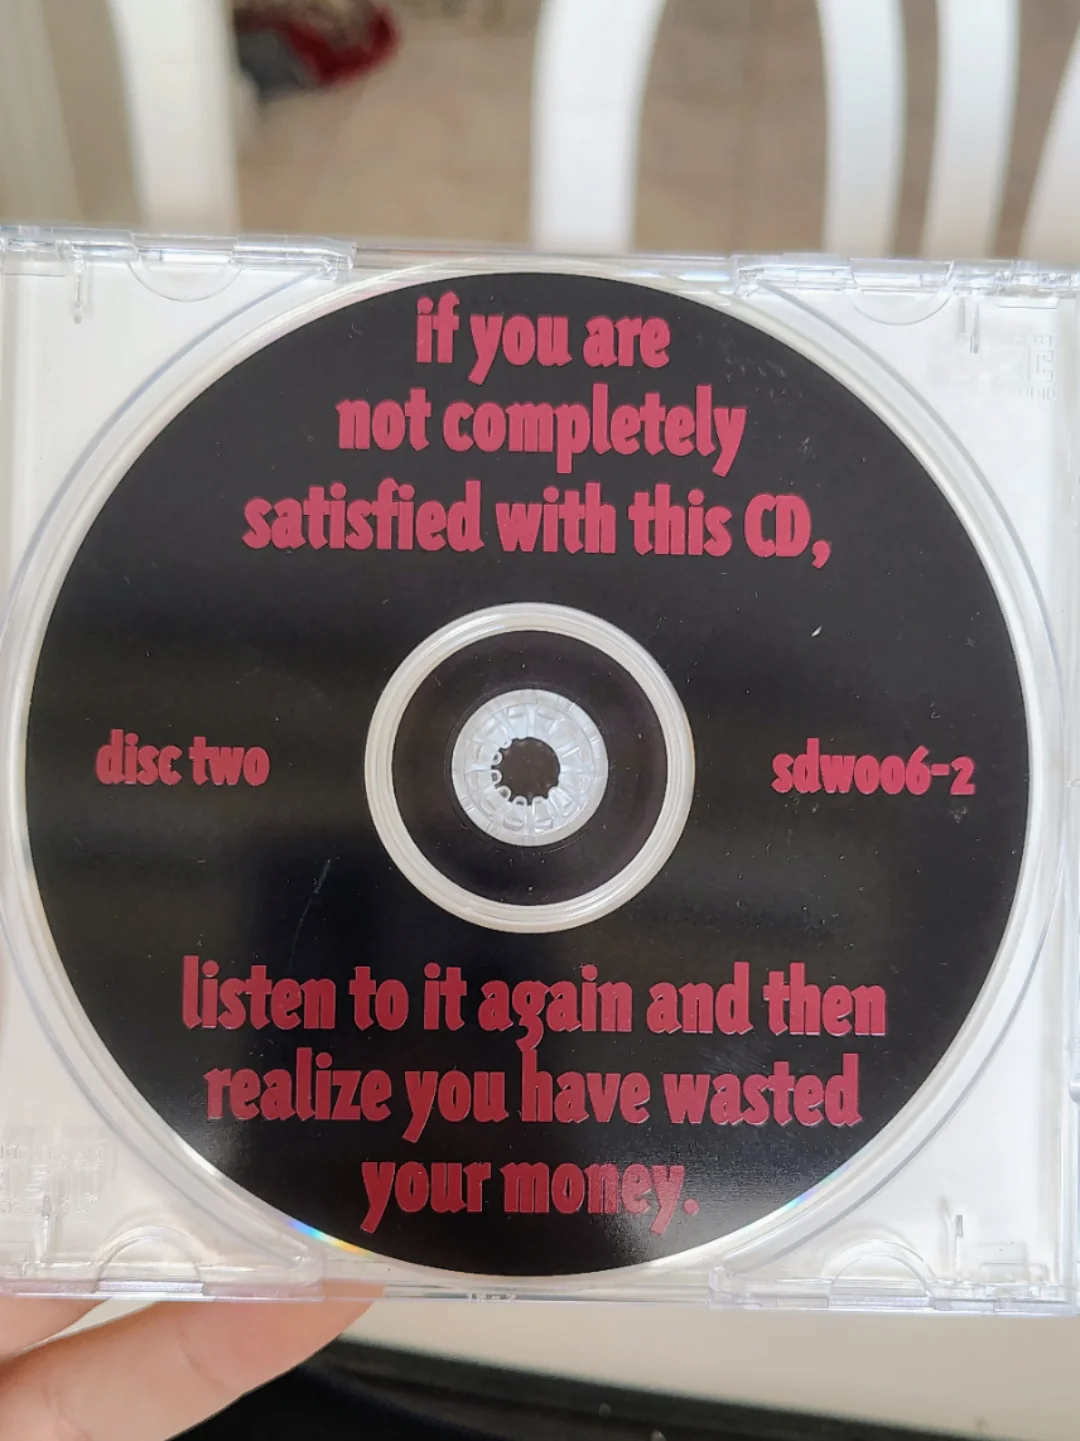 if you are
not completely
satisfied with this CD,
disc two
sdw006-2
listen to it again and then
realize you have wasted
your money.